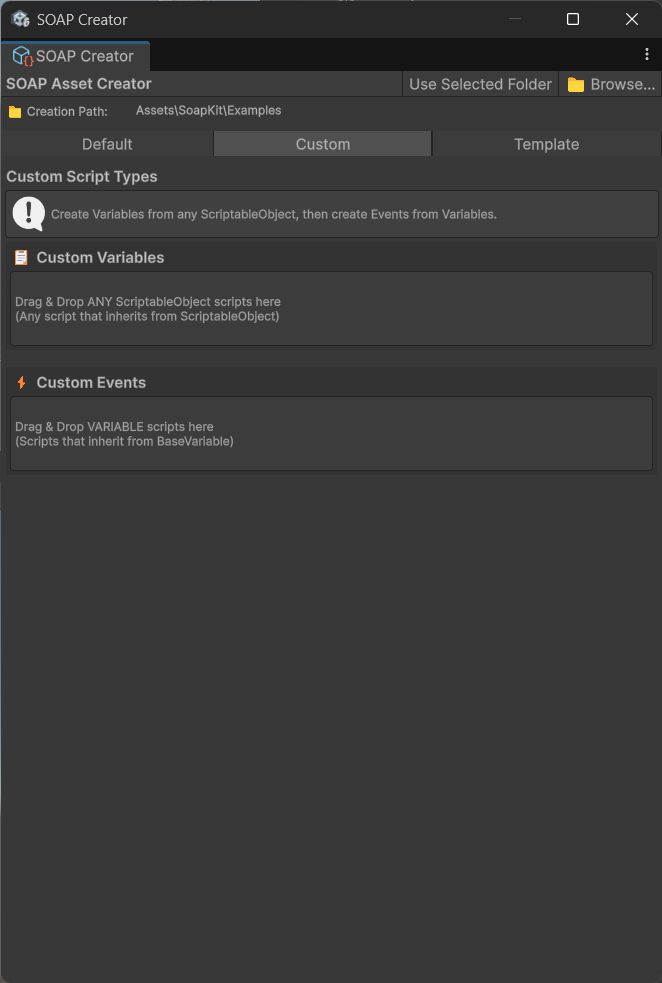 SOAP Creator
SOAP Creator
SOAP Asset Creator
Use Selected Folder
Browse...
Creation Path: Assets\SoapKit\Examples
Default
Custom
Template
Custom Script Types
Create Variables from any ScriptableObject, then create Events from Variables.
Custom Variables
Drag & Drop ANY ScriptableObject scripts here
(Any script that inherits from ScriptableObject)
Custom Events
Drag & Drop VARIABLE scripts here
(Scripts that inherit from BaseVariable)